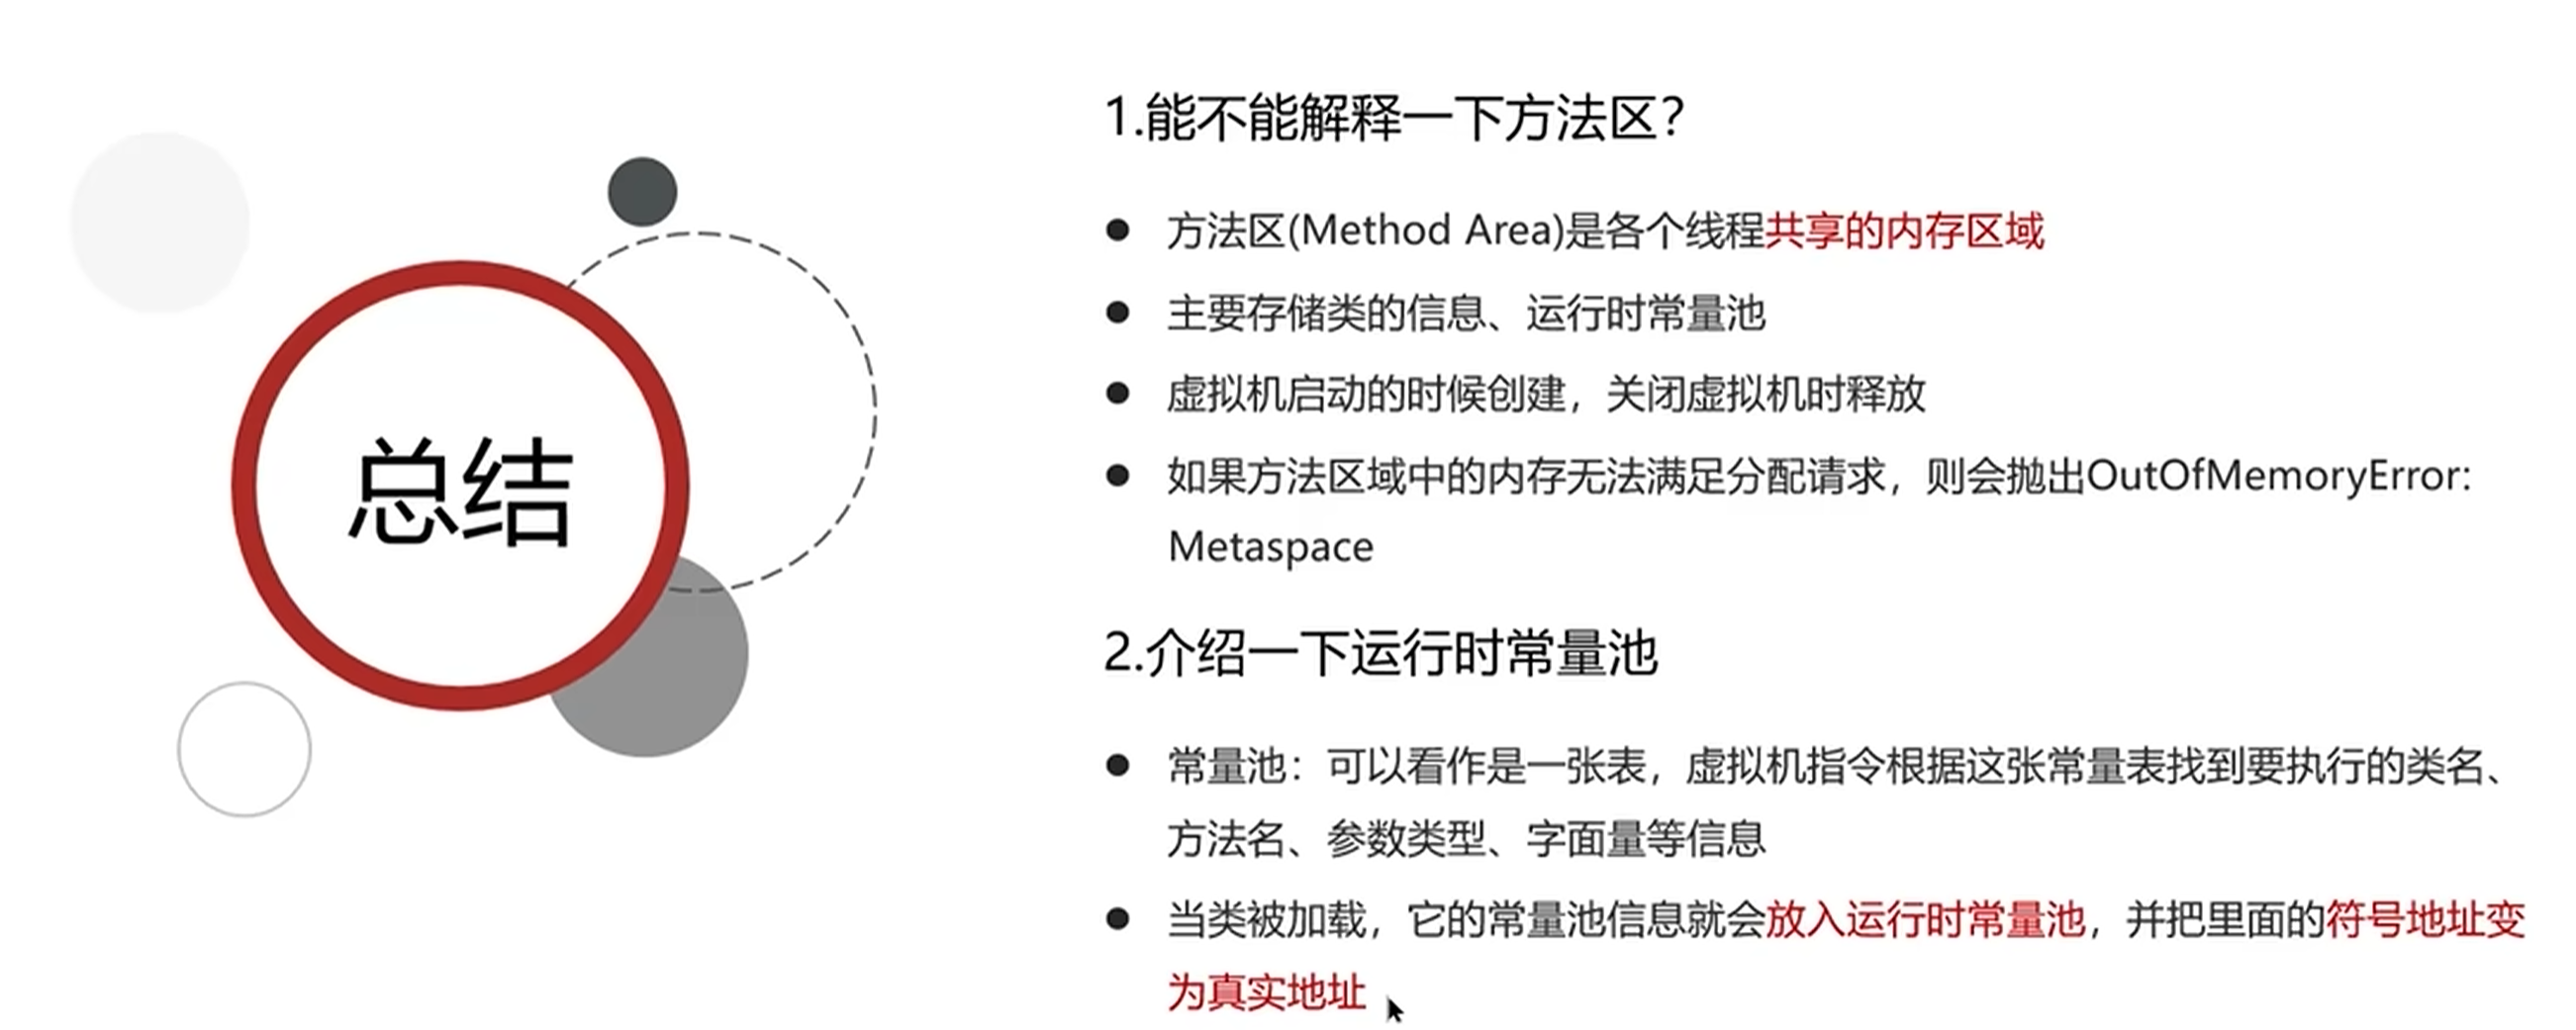 总结
1.能不能解释一下方法区?
● 方法区(Method Area)是各个线程共享的内存区域
● 主要存储类的信息、运行时常量池
● 虚拟机启动的时候创建，关闭虚拟机时释放
● 如果方法区域中的内存无法满足分配请求，则会抛出OutOfMemoryError:
Metaspace
2.介绍一下运行时常量池
● 常量池：可以看作是一张表，虚拟机指令根据这张常量表找到要执行的类名、
方法名、参数类型、字面量等信息
● 当类被加载，它的常量池信息就会放入运行时常量池，并把里面的符号地址变
为真实地址